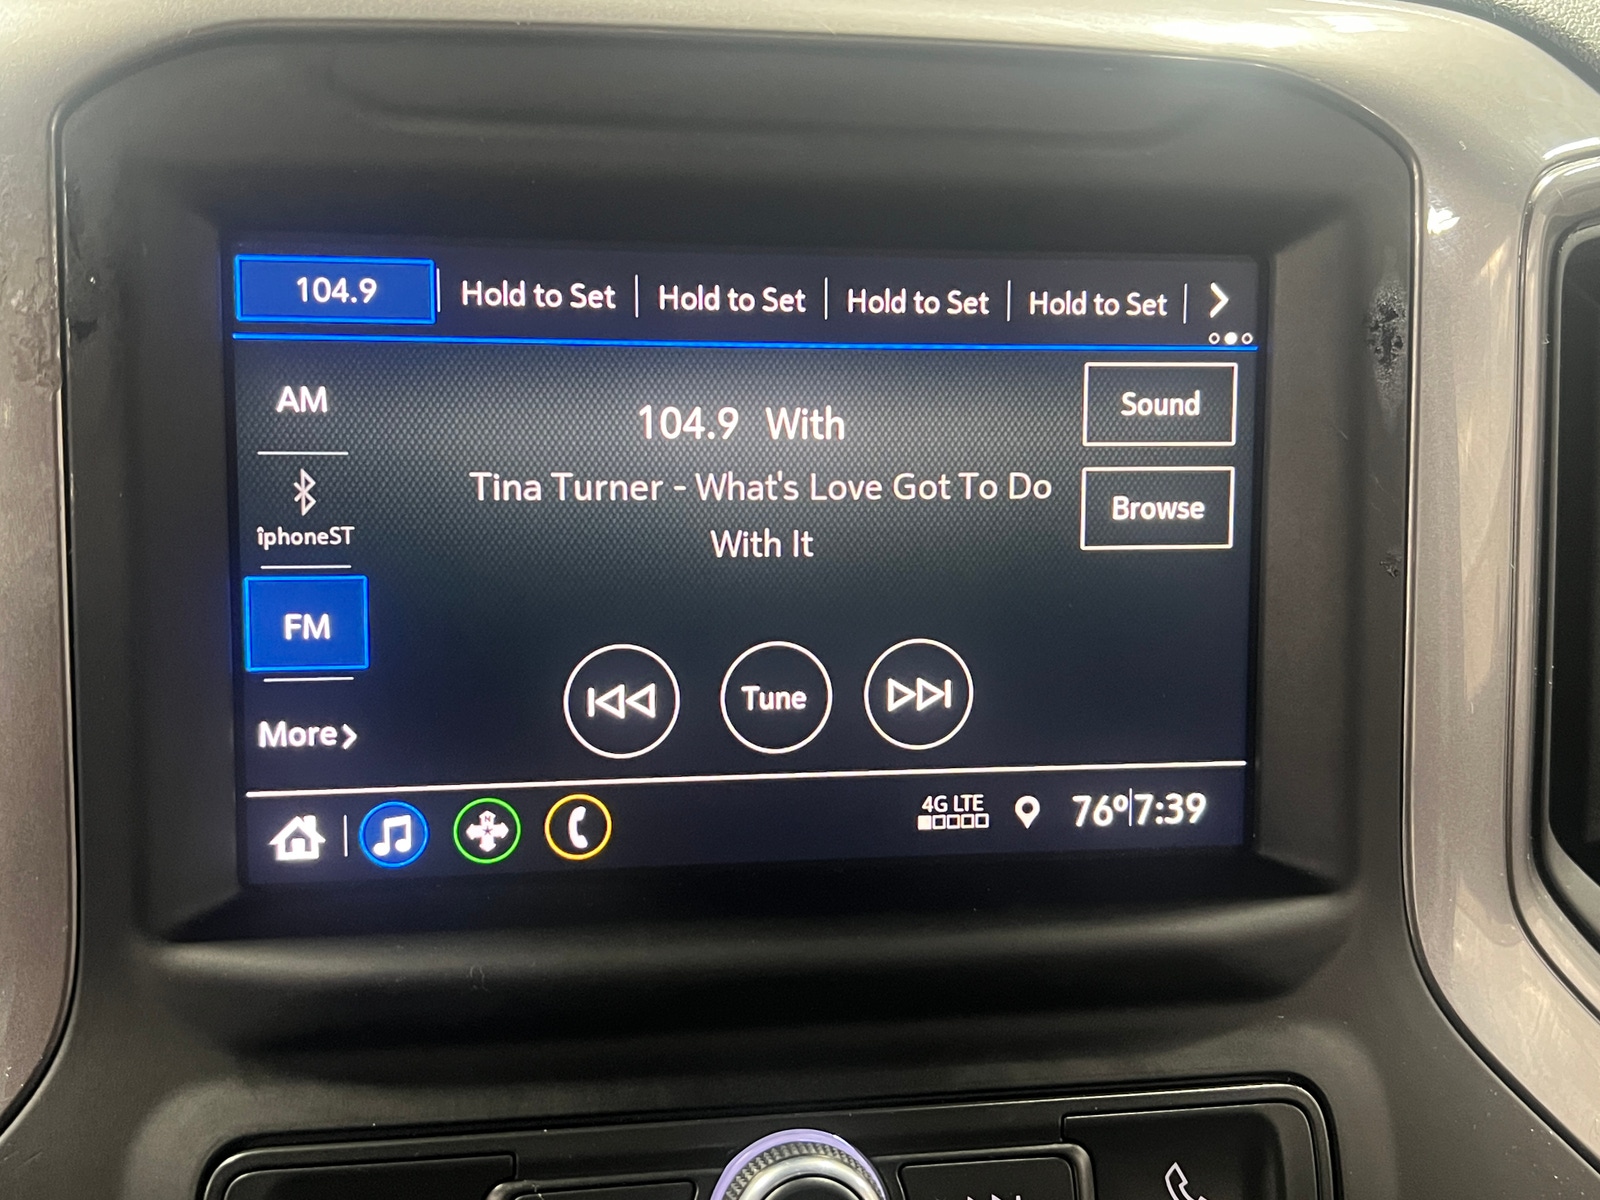 104.9 Hold to Set Hold to Set Hold to Set Hold to Set
AM
104.9 With
Sound
Tina Turner - What's Love Got To Do
With It
Browse
îphoneST
FM
Tune
More
N
4G LTE
76° 7:39